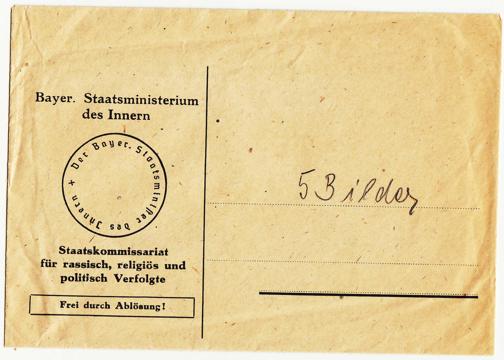 Bayer. Staatsministerium
des Innern
Der Bayer. Staatsminister des Innern +
Staatskommissariat
für rassisch, religiös und
politisch Verfolgte
Frei durch Ablösung!
5 Bilder